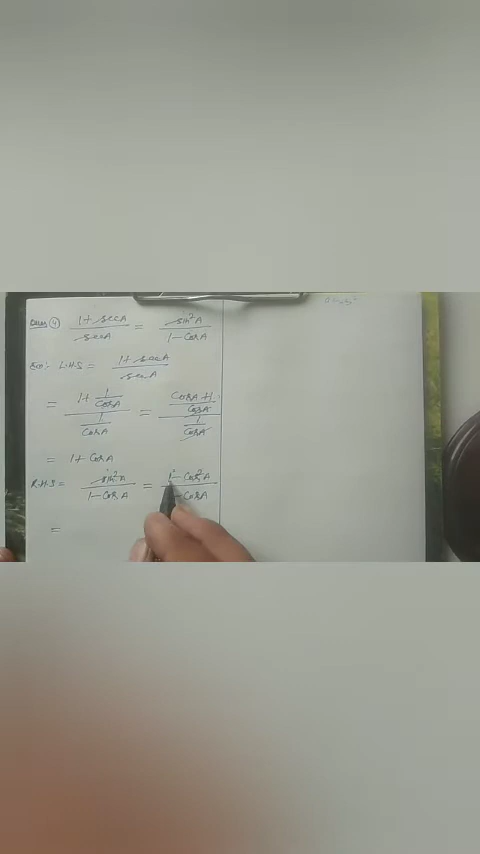 Ques 4 (1+secA)/secA = sin²A/(1-CosA)
Sol:- L.H.S = (1+secA)/secA
= (1+1/CosA)/(1/CosA) = ((CosA+1)/CosA)/(1/CosA)
= 1+CosA
R.H.S = sin²A/(1-CosA) = (1²-Cos²A)/(1-CosA)
=